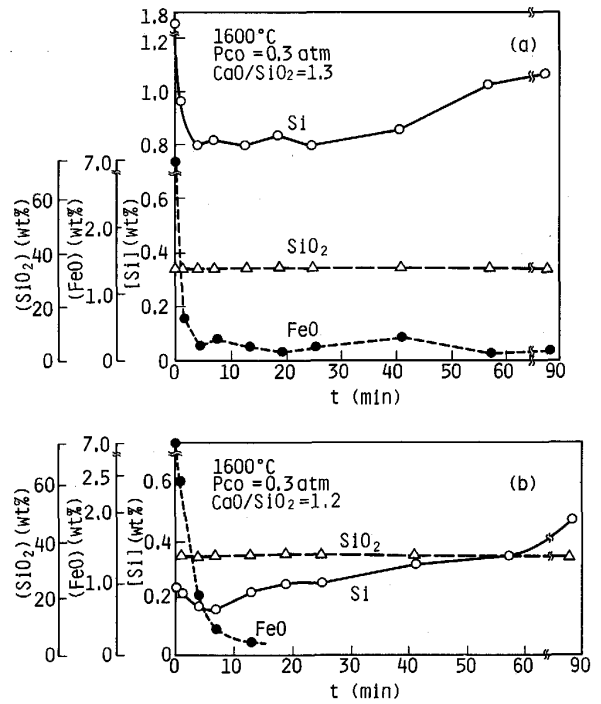 1.8
1.2
1.0
0.8
0.6
0.4
0.2
0
[Si](wt%)
7.0
2.0
1.0
0
(FeO)(wt%)
60
40
20
0
(SiO2)(wt%)
1600°C
Pco=0.3 atm
CaO/SiO2=1.3
(a)
Si
SiO2
FeO
0 10 20 30 40 50 60 90
t (min)
0.6
0.4
0.2
0
[Si](wt%)
7.0
2.5
2.0
1.0
0
(FeO)(wt%)
60
40
20
0
(SiO2)(wt%)
1600°C
Pco=0.3 atm
CaO/SiO2=1.2
(b)
SiO2
Si
FeO
0 10 20 30 40 50 60 90
t (min)